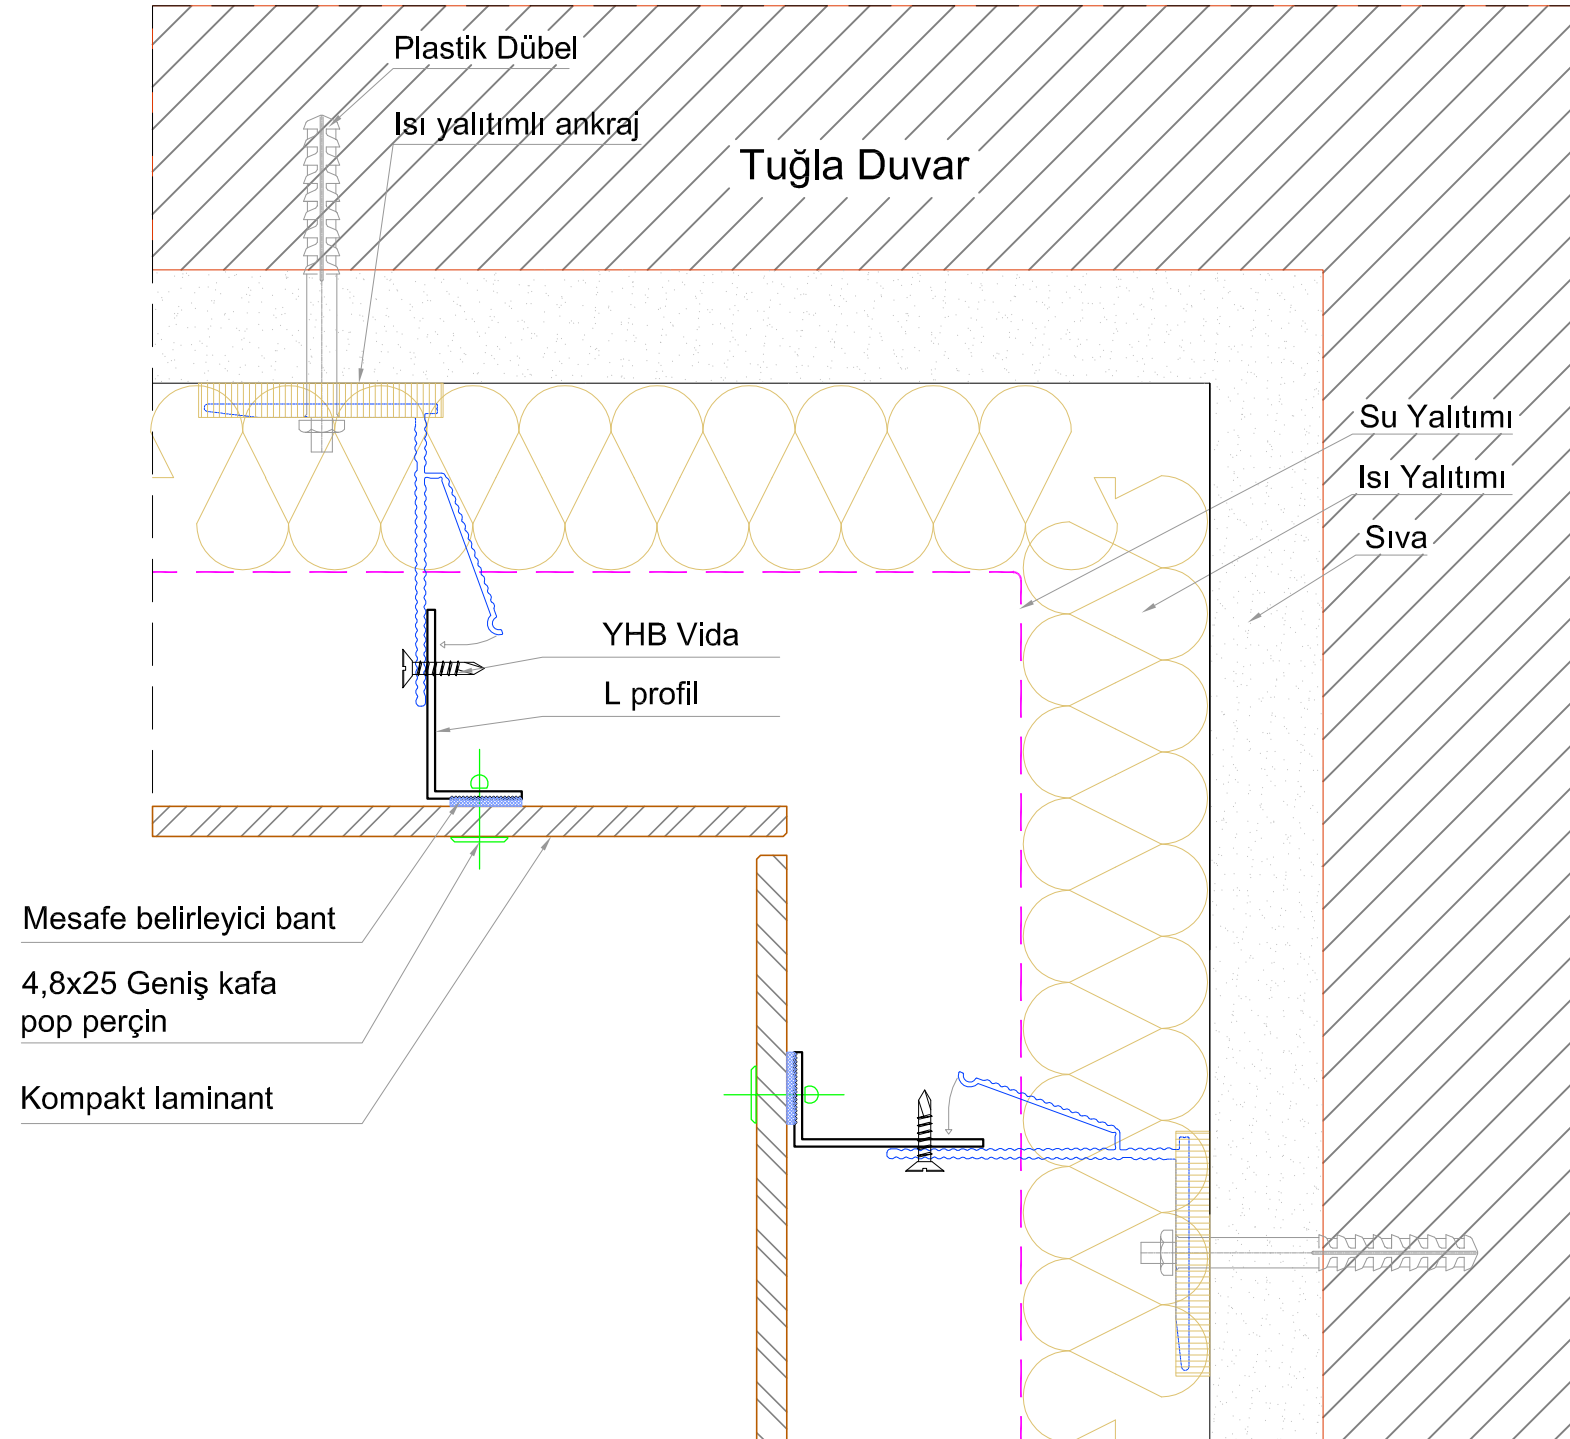 Plastik Dübel
Isı yalıtımlı ankraj
Tuğla Duvar
Su Yalıtımı
Isı Yalıtımı
Sıva
YHB Vida
L profil
Mesafe belirleyici bant
4,8x25 Geniş kafa
pop perçin
Kompakt laminant